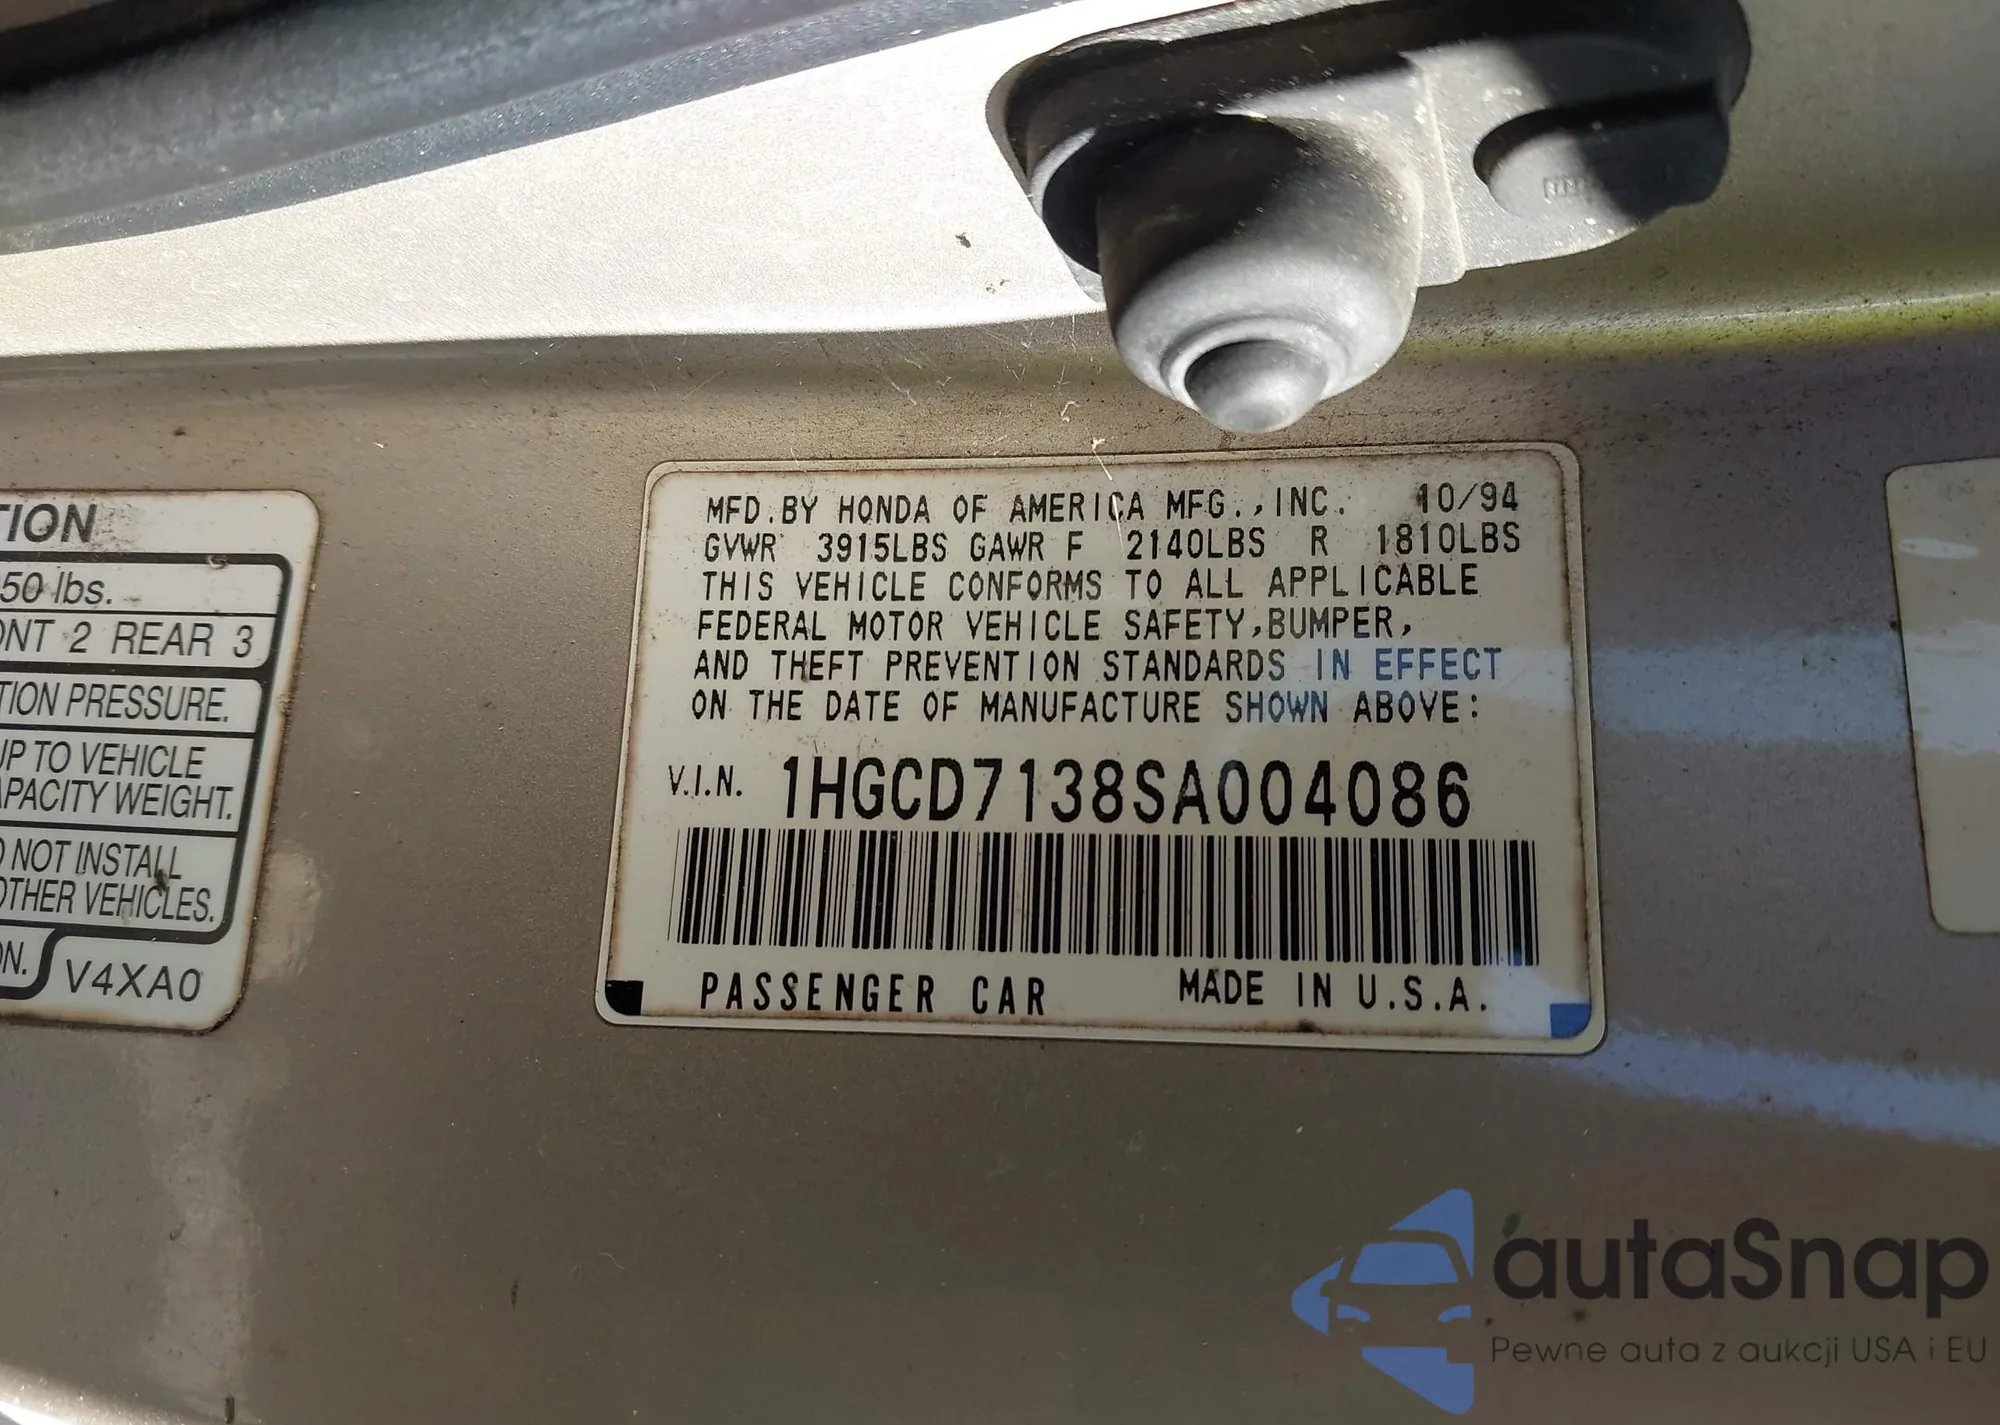 TION
50 lbs.
ONT 2 REAR 3
TION PRESSURE.
UP TO VEHICLE
APACITY WEIGHT.
NOT INSTALL
OTHER VEHICLES.
ON.
V4XA0
MFD.BY HONDA OF AMERICA MFG.,INC. 10/94
GVWR 3915LBS GAWR F 2140LBS R 1810LBS
THIS VEHICLE CONFORMS TO ALL APPLICABLE
FEDERAL MOTOR VEHICLE SAFETY,BUMPER,
AND THEFT PREVENTION STANDARDS IN EFFECT
ON THE DATE OF MANUFACTURE SHOWN ABOVE:
V.I.N. 1HGCD7138SA004086
PASSENGER CAR MADE IN U.S.A.
autaSnap
Pewne auta z aukcji USA i EU